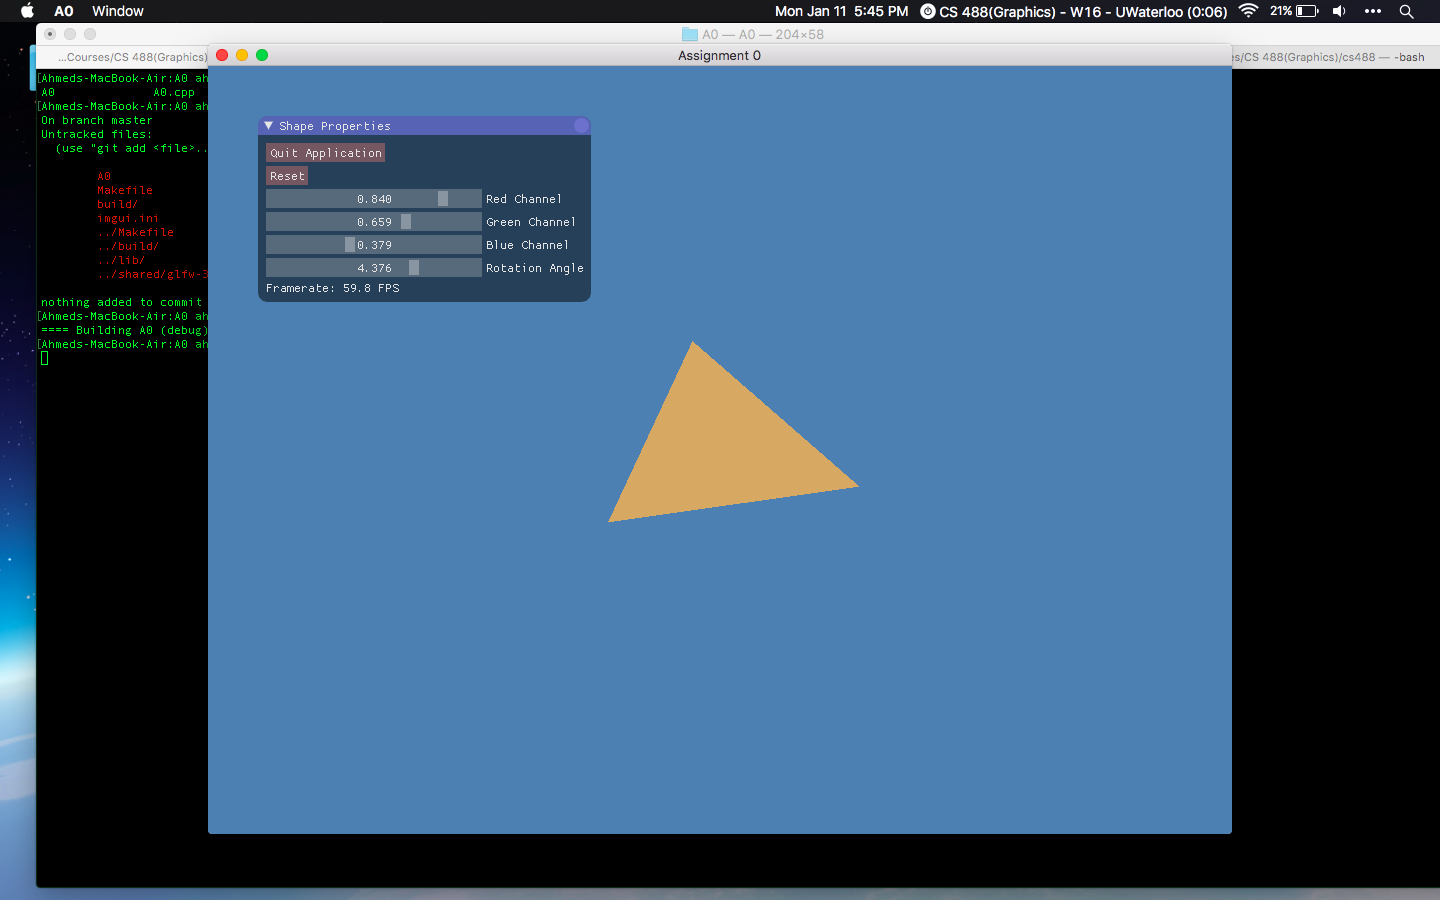 A0 Window Mon Jan 11 5:45 PM CS 488(Graphics) - W16 - UWaterloo (0:06) 21%
A0 — A0 — 204×58
...Courses/CS 488(Graphics)
es/CS 488(Graphics)/cs488 — -bash
Assignment 0
[Ahmeds-MacBook-Air:A0 ah
A0 A0.cpp
[Ahmeds-MacBook-Air:A0 ah
On branch master
Untracked files:
(use "git add <file>..
A0
Makefile
build/
imgui.ini
../Makefile
../build/
../lib/
../shared/glfw-3
nothing added to commit
[Ahmeds-MacBook-Air:A0 ah
==== Building A0 (debug)
[Ahmeds-MacBook-Air:A0 ah
Shape Properties
Quit Application
Reset
0.840 Red Channel
0.659 Green Channel
0.379 Blue Channel
4.376 Rotation Angle
Framerate: 59.8 FPS